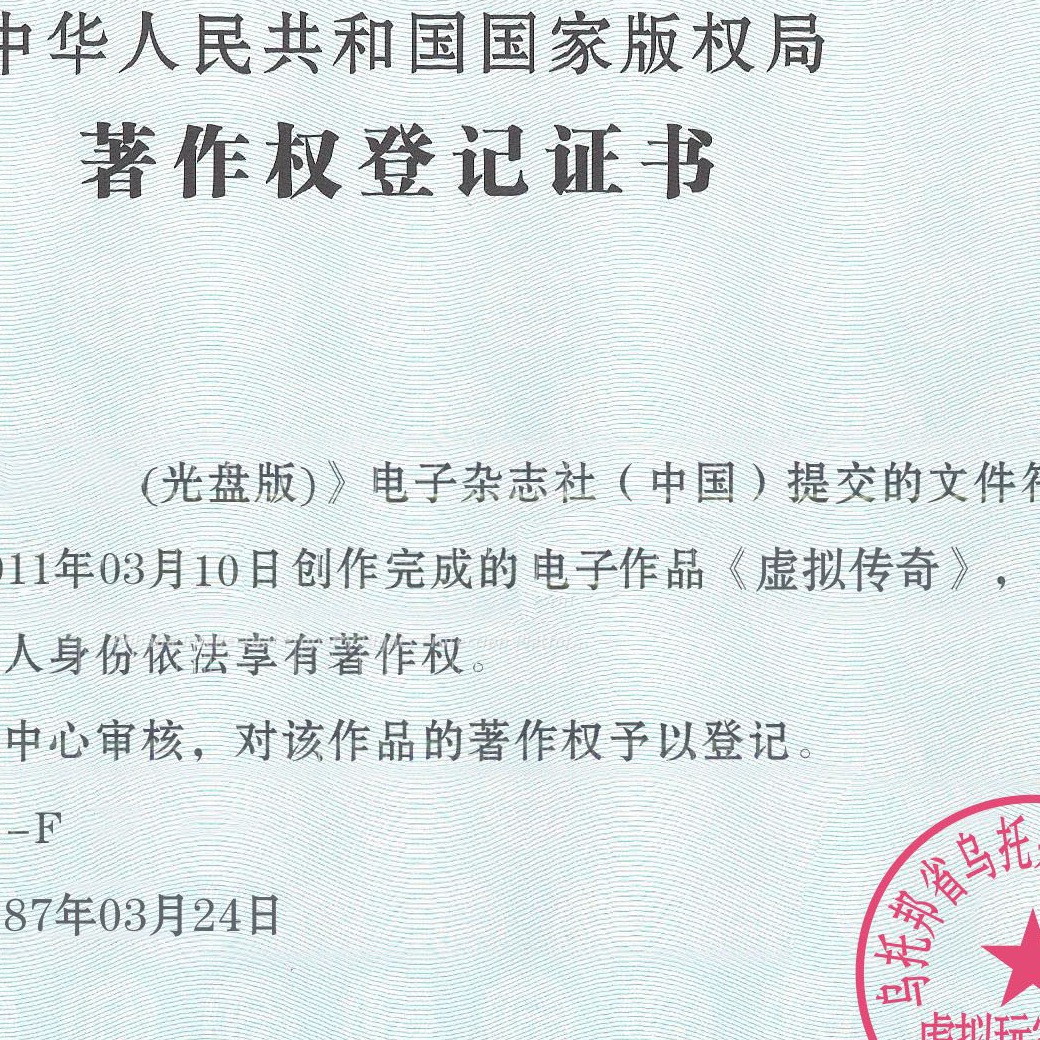 中华人民共和国国家版权局
著作权登记证书
(光盘版)》电子杂志社（中国）提交的文件符
011年03月10日创作完成的电子作品《虚拟传奇》，
人身份依法享有著作权。
中心审核，对该作品的著作权予以登记。
-F
87年03月24日
乌托邦省乌托
虚拟玩